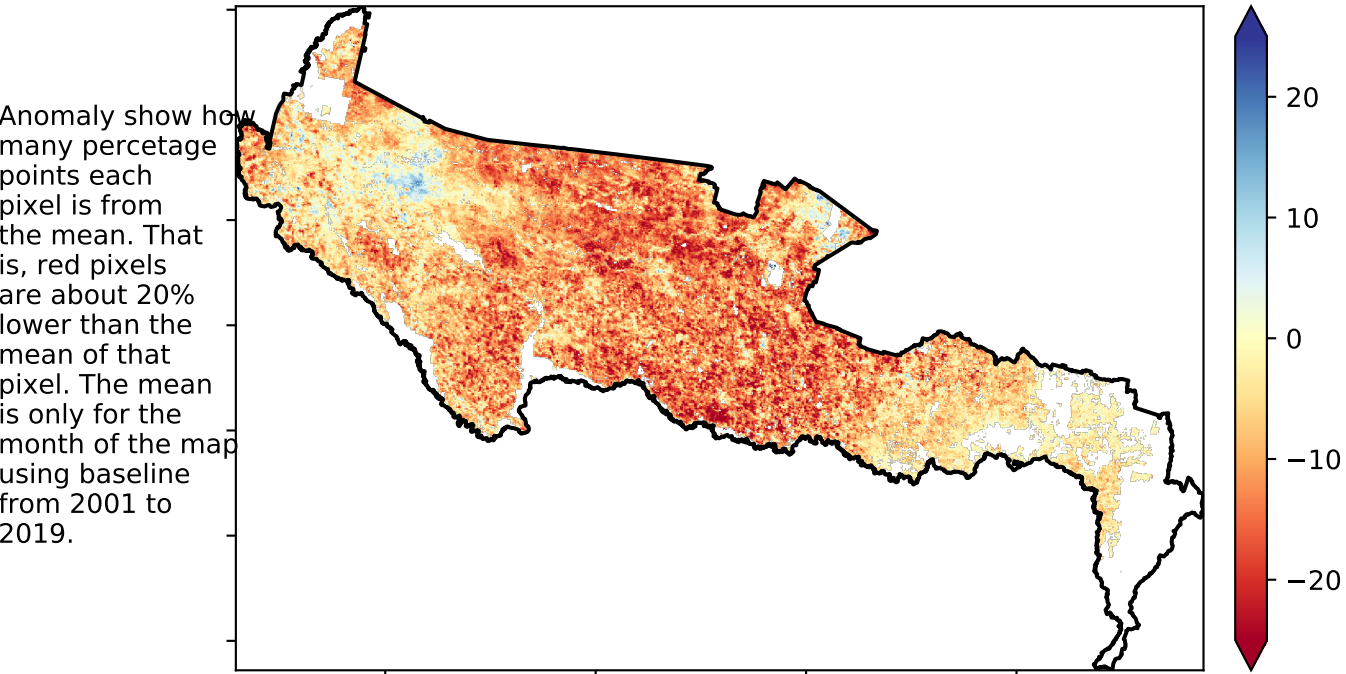 Anomaly show how
many percetage
points each
pixel is from
the mean. That
is, red pixels
are about 20%
lower than the
mean of that
pixel. The mean
is only for the
month of the map
using baseline
from 2001 to
2019.
20
10
0
−10
−20